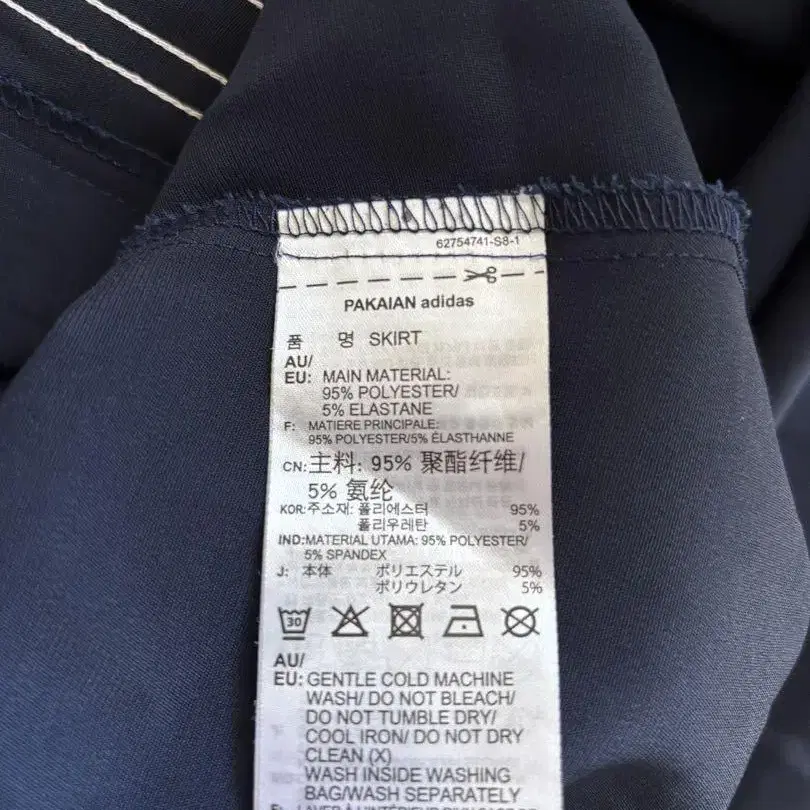 62754741-S8-1
PAKAIAN adidas
품 명 SKIRT
AU/
EU: MAIN MATERIAL:
95% POLYESTER/
5% ELASTANE
F: MATIERE PRINCIPALE:
95% POLYESTER/5% ÉLASTHANNE
CN: 主料: 95% 聚酯纤维/
5% 氨纶
KOR: 주소재: 폴리에스터 95%
폴리우레탄 5%
IND: MATERIAL UTAMA: 95% POLYESTER/
5% SPANDEX
J: 本体 ポリエステル 95%
ポリウレタン 5%
30
AU/
EU: GENTLE COLD MACHINE
WASH/ DO NOT BLEACH/
DO NOT TUMBLE DRY/
COOL IRON/ DO NOT DRY
CLEAN (X)
WASH INSIDE WASHING
BAG/WASH SEPARATELY